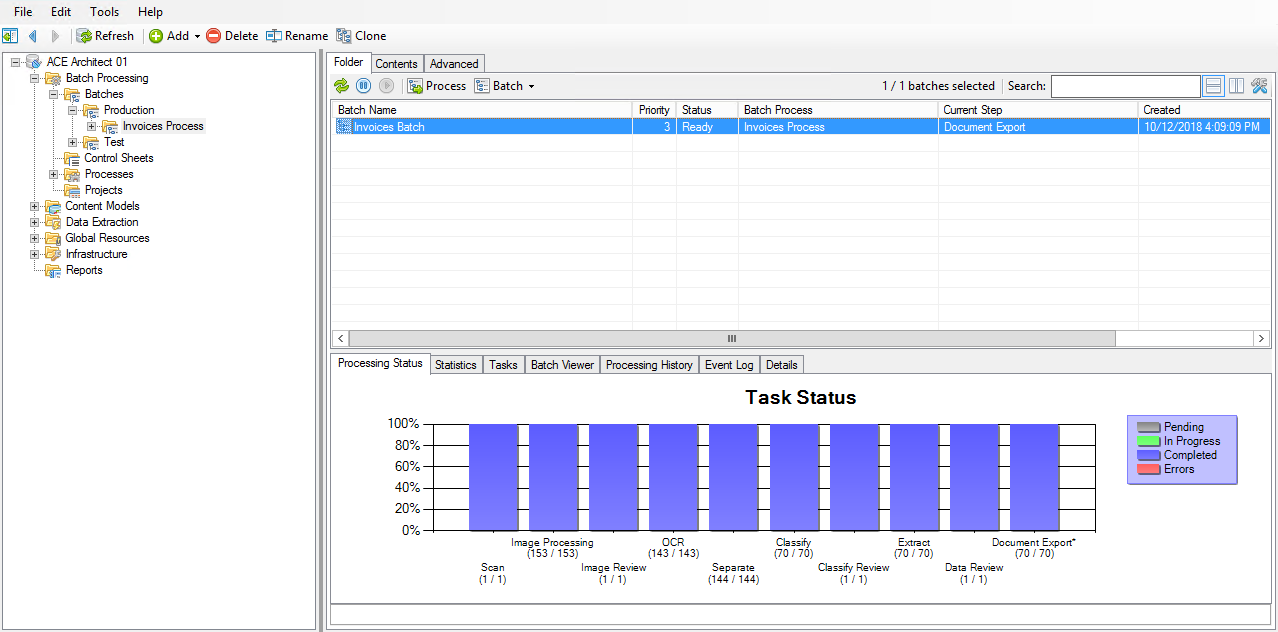 File Edit Tools Help
Refresh Add Delete Rename Clone
ACE Architect 01
Batch Processing
Batches
Production
Invoices Process
Test
Control Sheets
Processes
Projects
Content Models
Data Extraction
Global Resources
Infrastructure
Reports
Folder Contents Advanced
Process Batch 1 / 1 batches selected Search:
Batch Name Priority Status Batch Process Current Step Created
Invoices Batch 3 Ready Invoices Process Document Export 10/12/2018 4:09:09 PM
Processing Status Statistics Tasks Batch Viewer Processing History Event Log Details
Task Status
100%
80%
60%
40%
20%
0%
Image Processing OCR Classify Extract Document Export*
(153 / 153) (143 / 143) (70 / 70) (70 / 70) (70 / 70)
Scan Image Review Separate Classify Review Data Review
(1 / 1) (1 / 1) (144 / 144) (1 / 1) (1 / 1)
Pending
In Progress
Completed
Errors